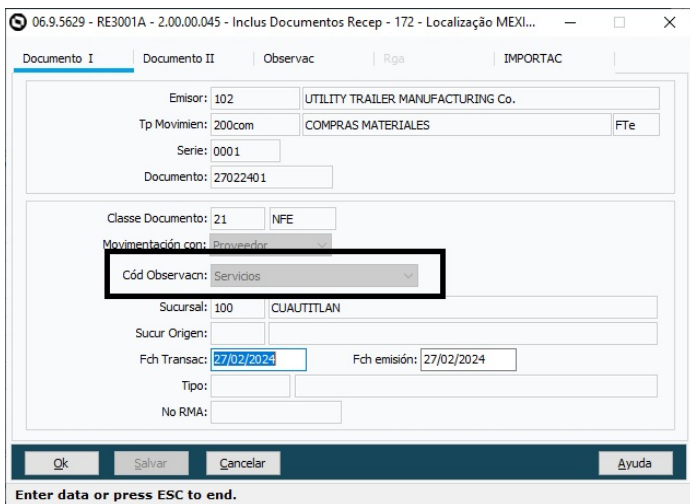 06.9.5629 - RE3001A - 2.00.00.045 - Inclus Documentos Recep - 172 - Localização MEXI...
Documento I Documento II Observac Rga IMPORTAC
Emisor: 102 UTILITY TRAILER MANUFACTURING Co.
Tp Movimien: 200com COMPRAS MATERIALES FTe
Serie: 0001
Documento: 27022401
Classe Documento: 21 NFE
Movimentación con: Proveedor
Cód Observacn: Servicios
Sucursal: 100 CUAUTITLAN
Sucur Origen:
Fch Transac: 27/02/2024 Fch emisión: 27/02/2024
Tipo:
No RMA:
Ok Salvar Cancelar Ayuda
Enter data or press ESC to end.